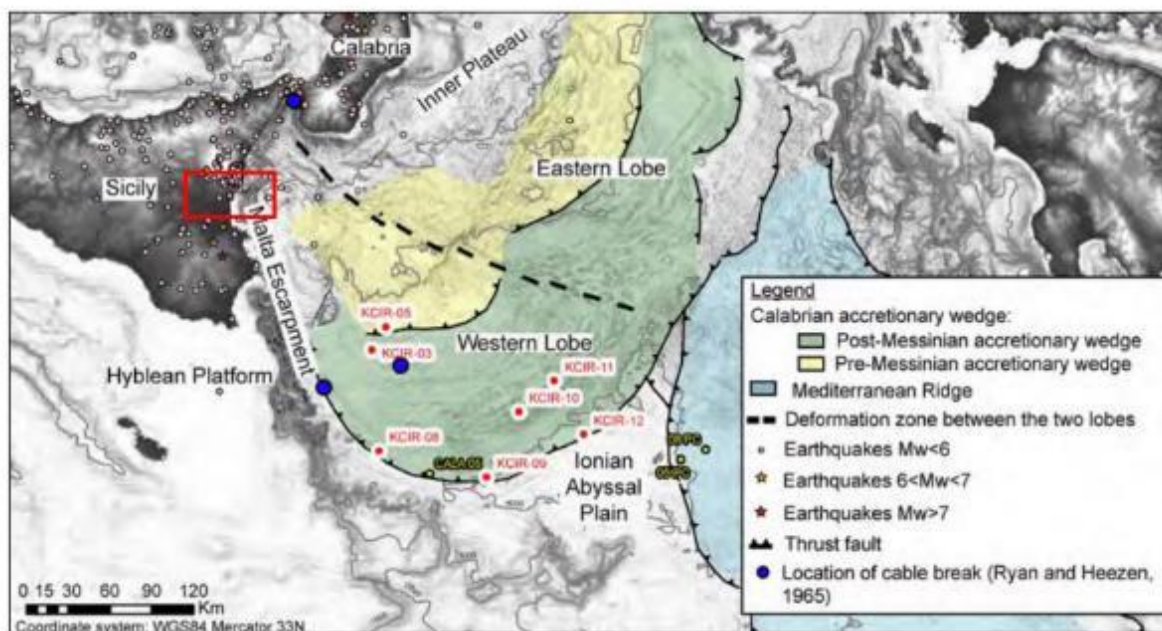 Calabria
Inner Plateau
Sicily
Eastern Lobe
Malta Escarpment
KCIR-05
KCIR-03
Western Lobe
Hyblean Platform
KCIR-11
KCIR-10
KCIR-12
KCIR-08
CALA 05
KCIR-09
Ionian
Abyssal
Plain
Legend
Calabrian accretionary wedge:
Post-Messinian accretionary wedge
Pre-Messinian accretionary wedge
Mediterranean Ridge
Deformation zone between the two lobes
Earthquakes Mw<6
Earthquakes 6<Mw<7
Earthquakes Mw>7
Thrust fault
Location of cable break (Ryan and Heezen,
1965)
0 15 30 60 90 120
Km
Coordinate system: WGS84 Mercator 33N